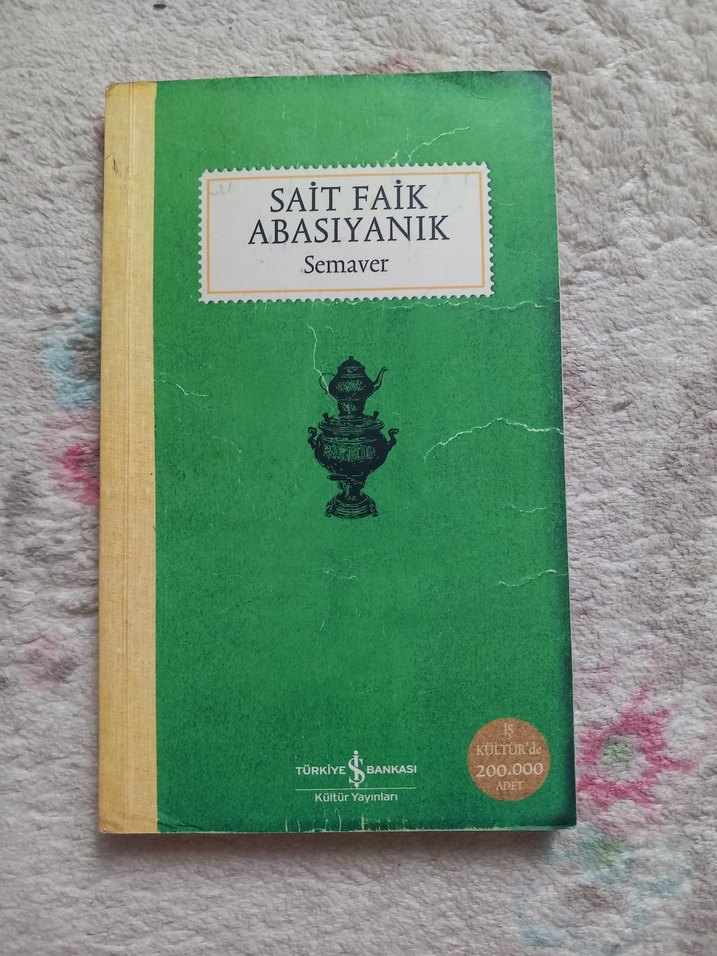 SAİT FAİK
ABASIYANIK
Semaver
TÜRKİYE İŞ BANKASI
Kültür Yayınları
İŞ
KÜLTÜR'de
200.000
ADET